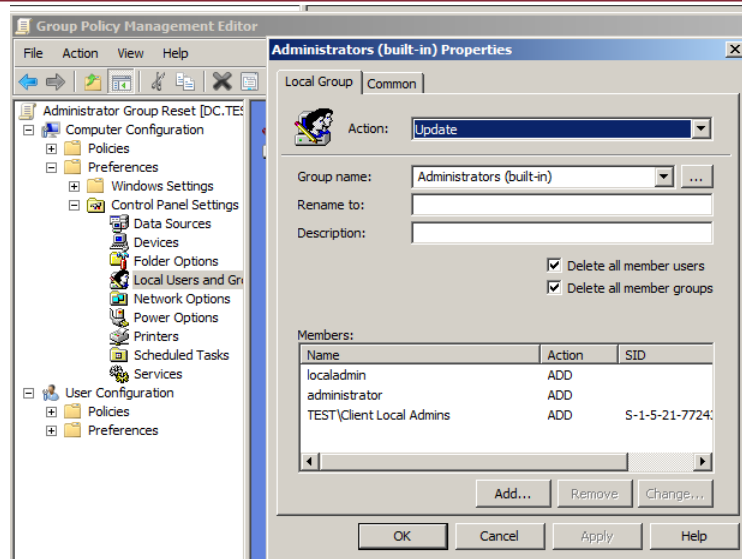 Group Policy Management Editor
File Action View Help
Administrator Group Reset [DC.TES
Computer Configuration
Policies
Preferences
Windows Settings
Control Panel Settings
Data Sources
Devices
Folder Options
Local Users and Gro
Network Options
Power Options
Printers
Scheduled Tasks
Services
User Configuration
Policies
Preferences
Administrators (built-in) Properties
Local Group Common
Action: Update
Group name: Administrators (built-in) ...
Rename to:
Description:
Delete all member users
Delete all member groups
Members:
Name Action SID
localadmin ADD
administrator ADD
TEST\Client Local Admins ADD S-1-5-21-77243
Add... Remove Change...
OK Cancel Apply Help